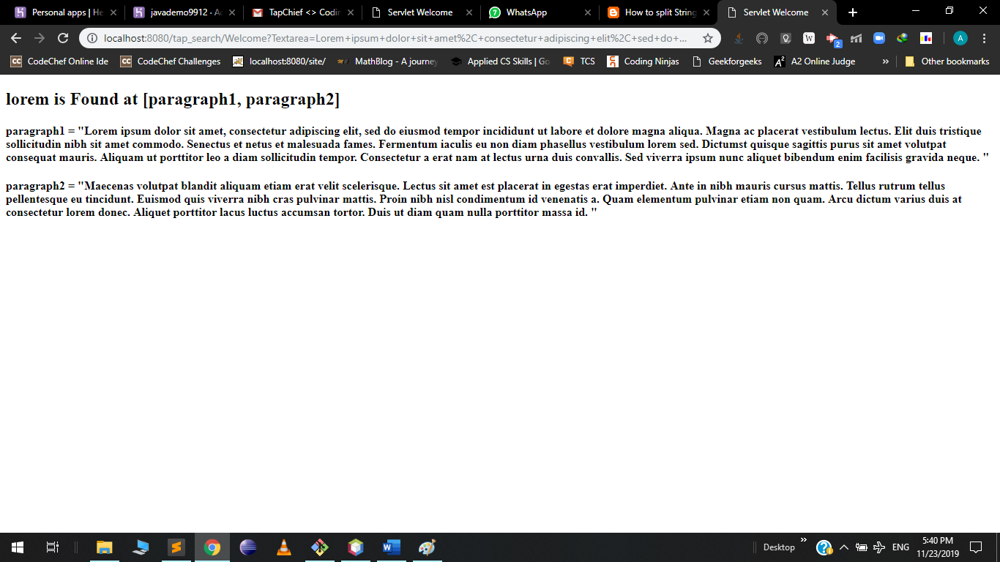 Personal apps | He
javademo9912 · Ac
TapChief <> Codin
Servlet Welcome
WhatsApp
How to split String
Servlet Welcome
localhost:8080/tap_search/Welcome?Textarea=Lorem+ipsum+dolor+sit+amet%2C+consectetur+adipiscing+elit%2C+sed+do+...
CodeChef Online Ide
CodeChef Challenges
localhost:8080/site/
MathBlog - A journey
Applied CS Skills | Go
TCS
Coding Ninjas
Geekforgeeks
A2 Online Judge
»
Other bookmarks
lorem is Found at [paragraph1, paragraph2]
paragraph1 = "Lorem ipsum dolor sit amet, consectetur adipiscing elit, sed do eiusmod tempor incididunt ut labore et dolore magna aliqua. Magna ac placerat vestibulum lectus. Elit duis tristique
sollicitudin nibh sit amet commodo. Senectus et netus et malesuada fames. Fermentum iaculis eu non diam phasellus vestibulum lorem sed. Dictumst quisque sagittis purus sit amet volutpat
consequat mauris. Aliquam ut porttitor leo a diam sollicitudin tempor. Consectetur a erat nam at lectus urna duis convallis. Sed viverra ipsum nunc aliquet bibendum enim facilisis gravida neque. "
paragraph2 = "Maecenas volutpat blandit aliquam etiam erat velit scelerisque. Lectus sit amet est placerat in egestas erat imperdiet. Ante in nibh mauris cursus mattis. Tellus rutrum tellus
pellentesque eu tincidunt. Euismod quis viverra nibh cras pulvinar mattis. Proin nibh nisl condimentum id venenatis a. Quam elementum pulvinar etiam non quam. Arcu dictum varius duis at
consectetur lorem donec. Aliquet porttitor lacus luctus accumsan tortor. Duis ut diam quam nulla porttitor massa id. "
Desktop
»
ENG
5:40 PM
11/23/2019